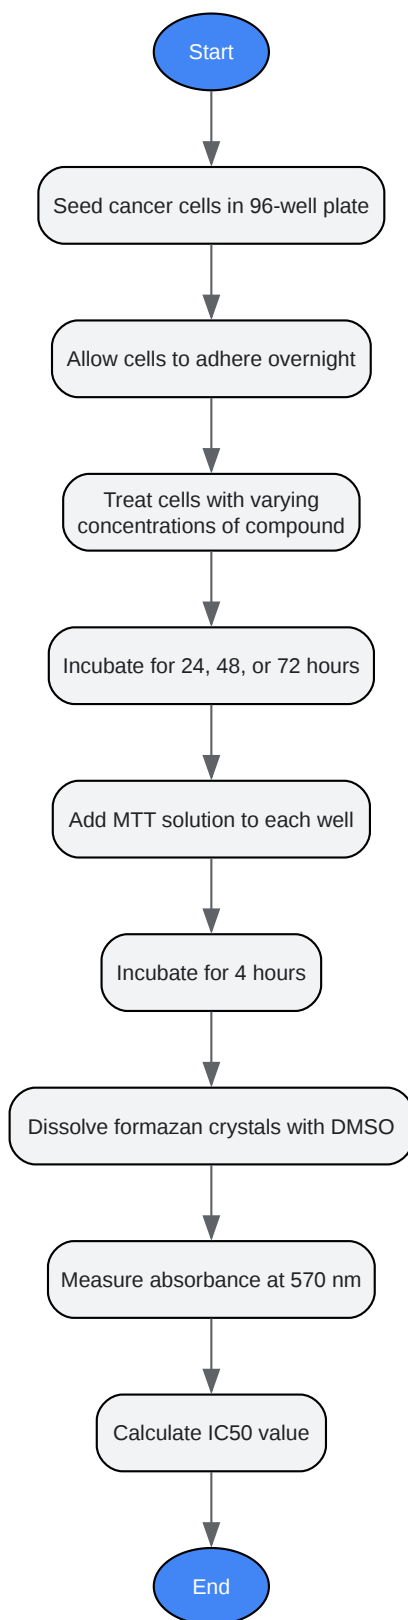 Start
Seed cancer cells in 96-well plate
Allow cells to adhere overnight
Treat cells with varying
concentrations of compound
Incubate for 24, 48, or 72 hours
Add MTT solution to each well
Incubate for 4 hours
Dissolve formazan crystals with DMSO
Measure absorbance at 570 nm
Calculate IC50 value
End